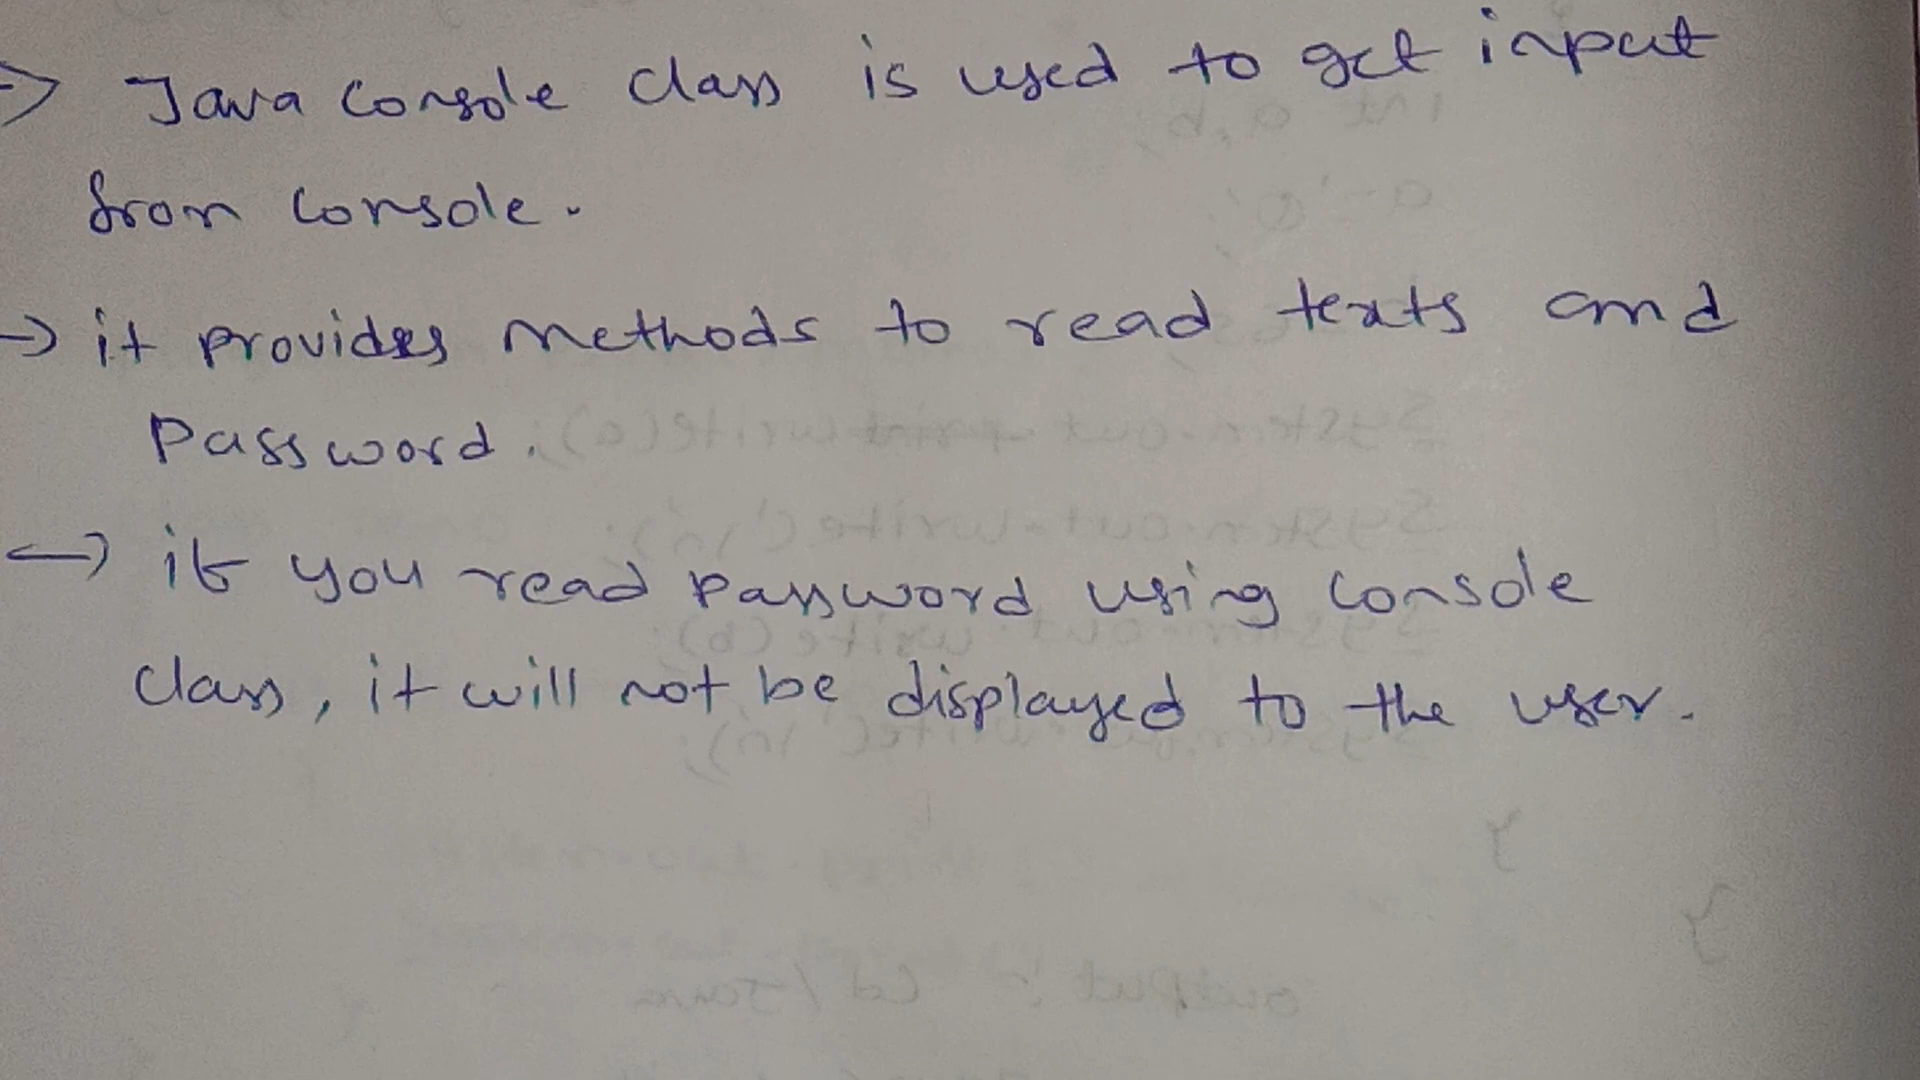 → Java Console class is used to get input
from Console.
→ it provides methods to read texts and
Password.
→ if you read password using Console
class, it will not be displayed to the user.